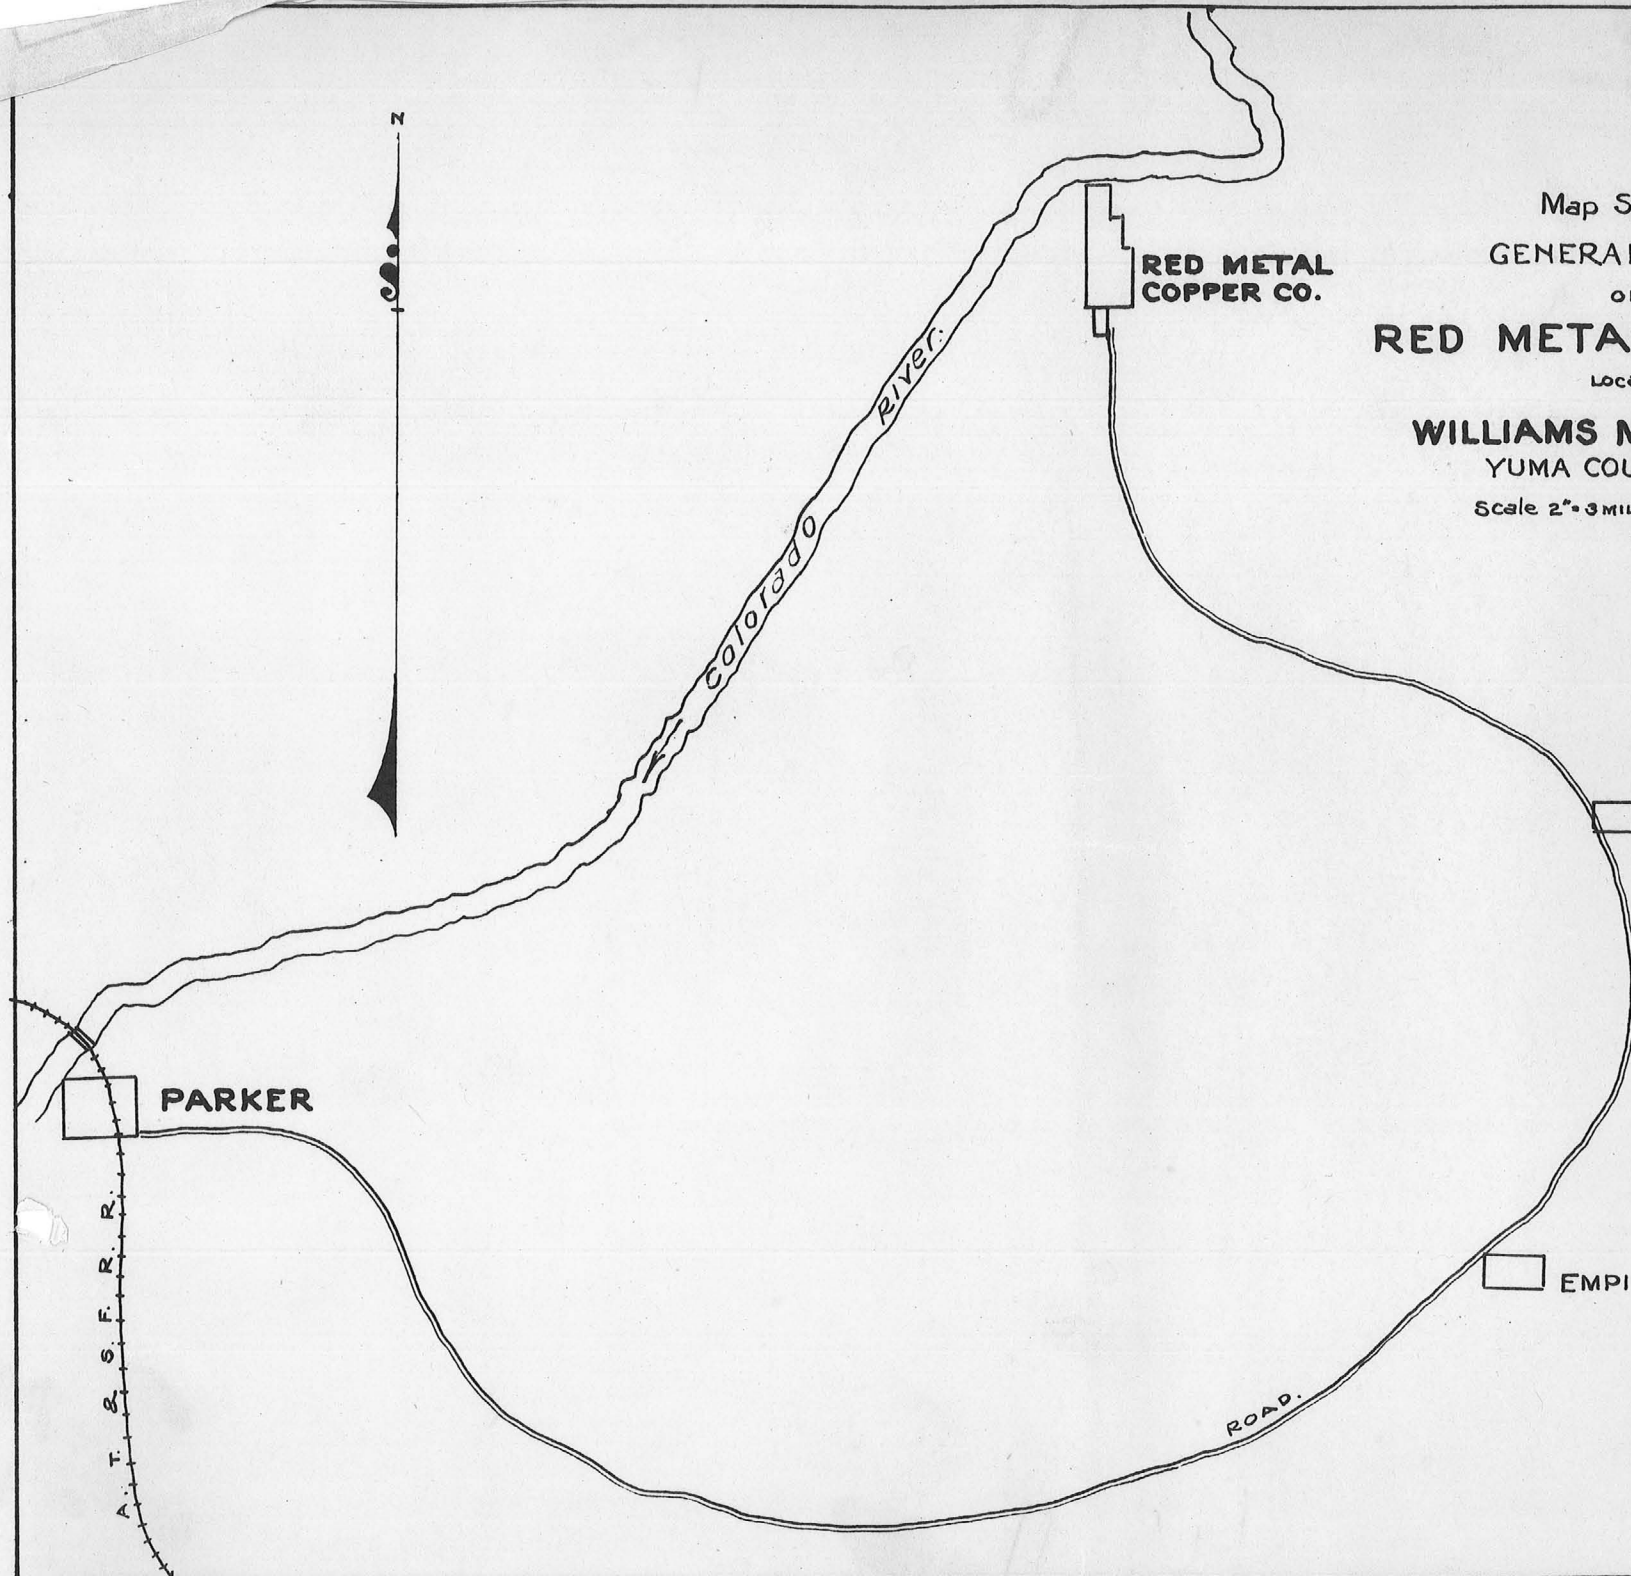 N
Map S
GENERAL
RED METAL
COPPER CO.
RED META
WILLIAMS
YUMA COU
Scale 2"=3 MIL
Colorado River.
PARKER
A. T. & S. F. R. R.
EMPI
ROAD.